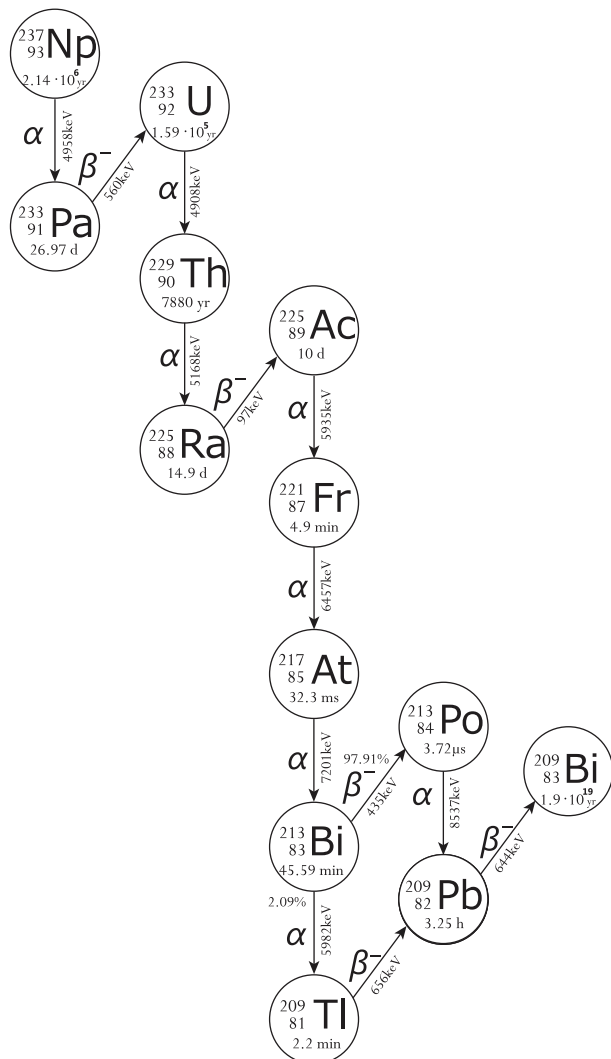 237
93 Np
2.14 · 10⁶ yr
α
4958keV
233
91 Pa
26.97 d
β⁻
560keV
233
92 U
1.59 · 10⁵ yr
α
4908keV
229
90 Th
7880 yr
α
5168keV
225
88 Ra
14.9 d
β⁻
97keV
225
89 Ac
10 d
α
5935keV
221
87 Fr
4.9 min
α
6457keV
217
85 At
32.3 ms
α
7201keV
213
83 Bi
45.59 min
97.91%
β⁻
435keV
213
84 Po
3.72µs
α
8537keV
2.09%
α
5982keV
209
81 Tl
2.2 min
β⁻
656keV
209
82 Pb
3.25 h
β⁻
644keV
209
83 Bi
1.9 · 10¹⁹ yr